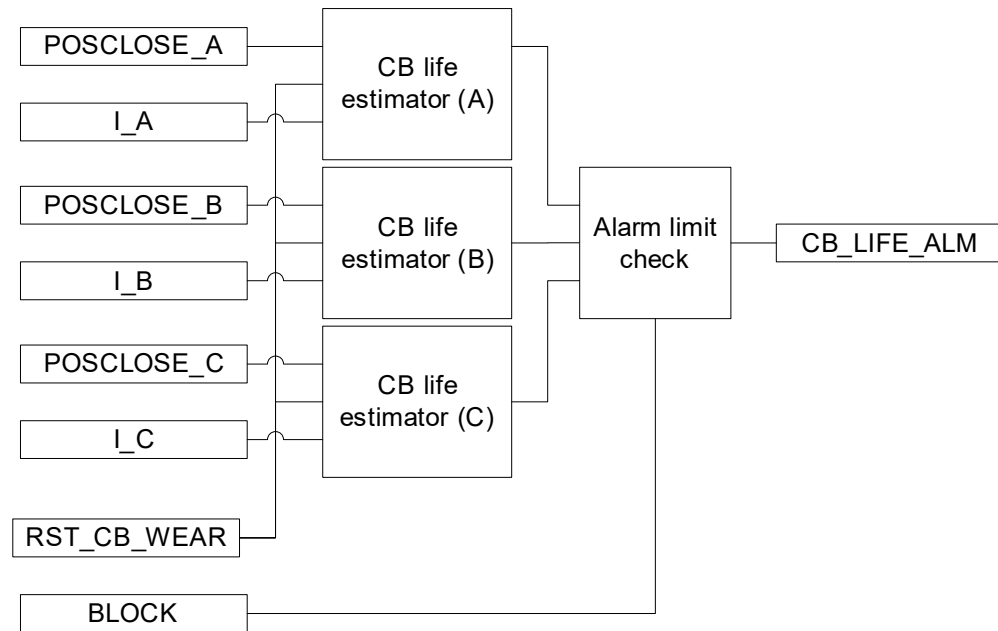 POSCLOSE_A
I_A
POSCLOSE_B
I_B
POSCLOSE_C
I_C
RST_CB_WEAR
BLOCK
CB life
estimator (A)
CB life
estimator (B)
CB life
estimator (C)
Alarm limit
check
CB_LIFE_ALM